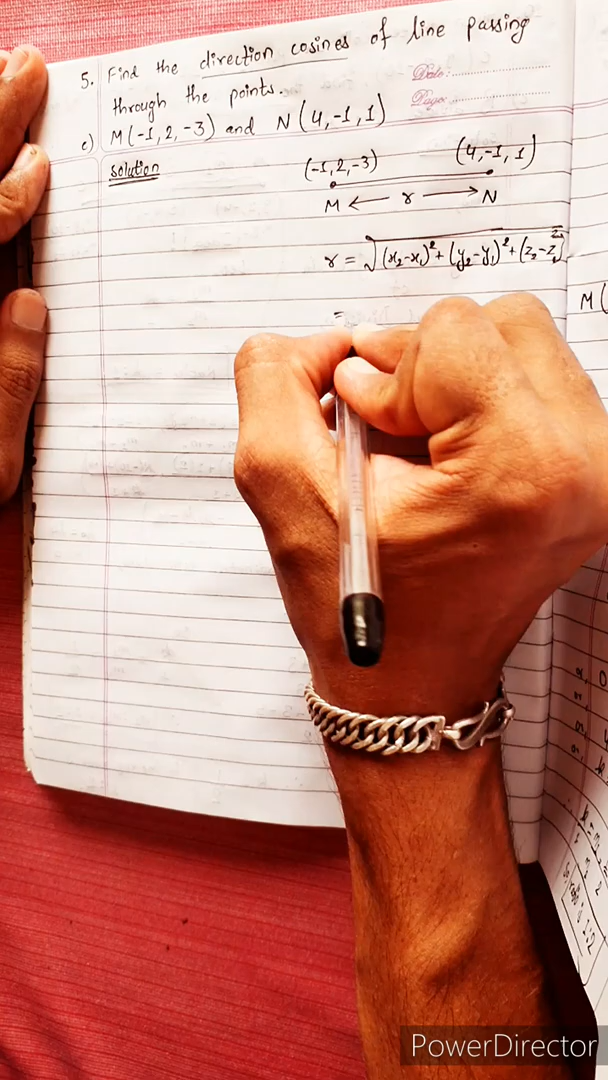 5. Find the direction cosines of line passing
through the points.
Date:
Page:
c) M(-1,2,-3) and N(4,-1,1)
solution
(-1,2,-3) (4,-1,1)
M ← r → N
r = √(x₂-x₁)²+(y₂-y₁)²+(z₂-z₁)
=
M(
PowerDirector